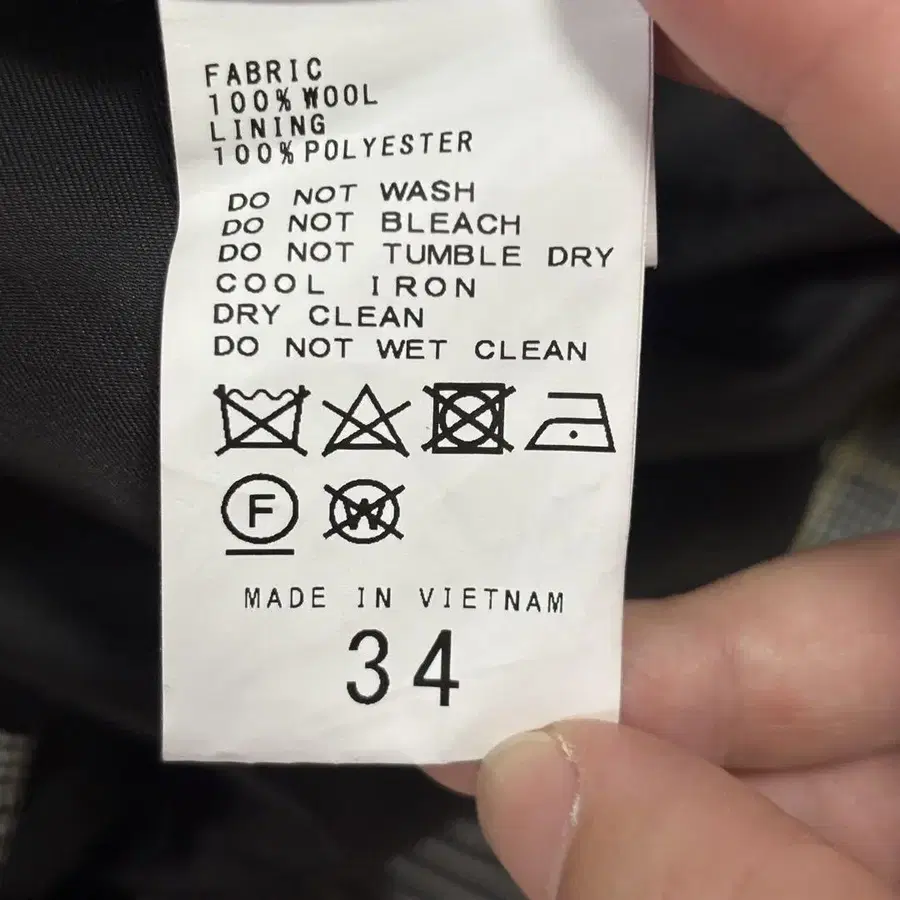 FABRIC
100% WOOL
LINING
100% POLYESTER
DO NOT WASH
DO NOT BLEACH
DO NOT TUMBLE DRY
COOL IRON
DRY CLEAN
DO NOT WET CLEAN
F W
MADE IN VIETNAM
34